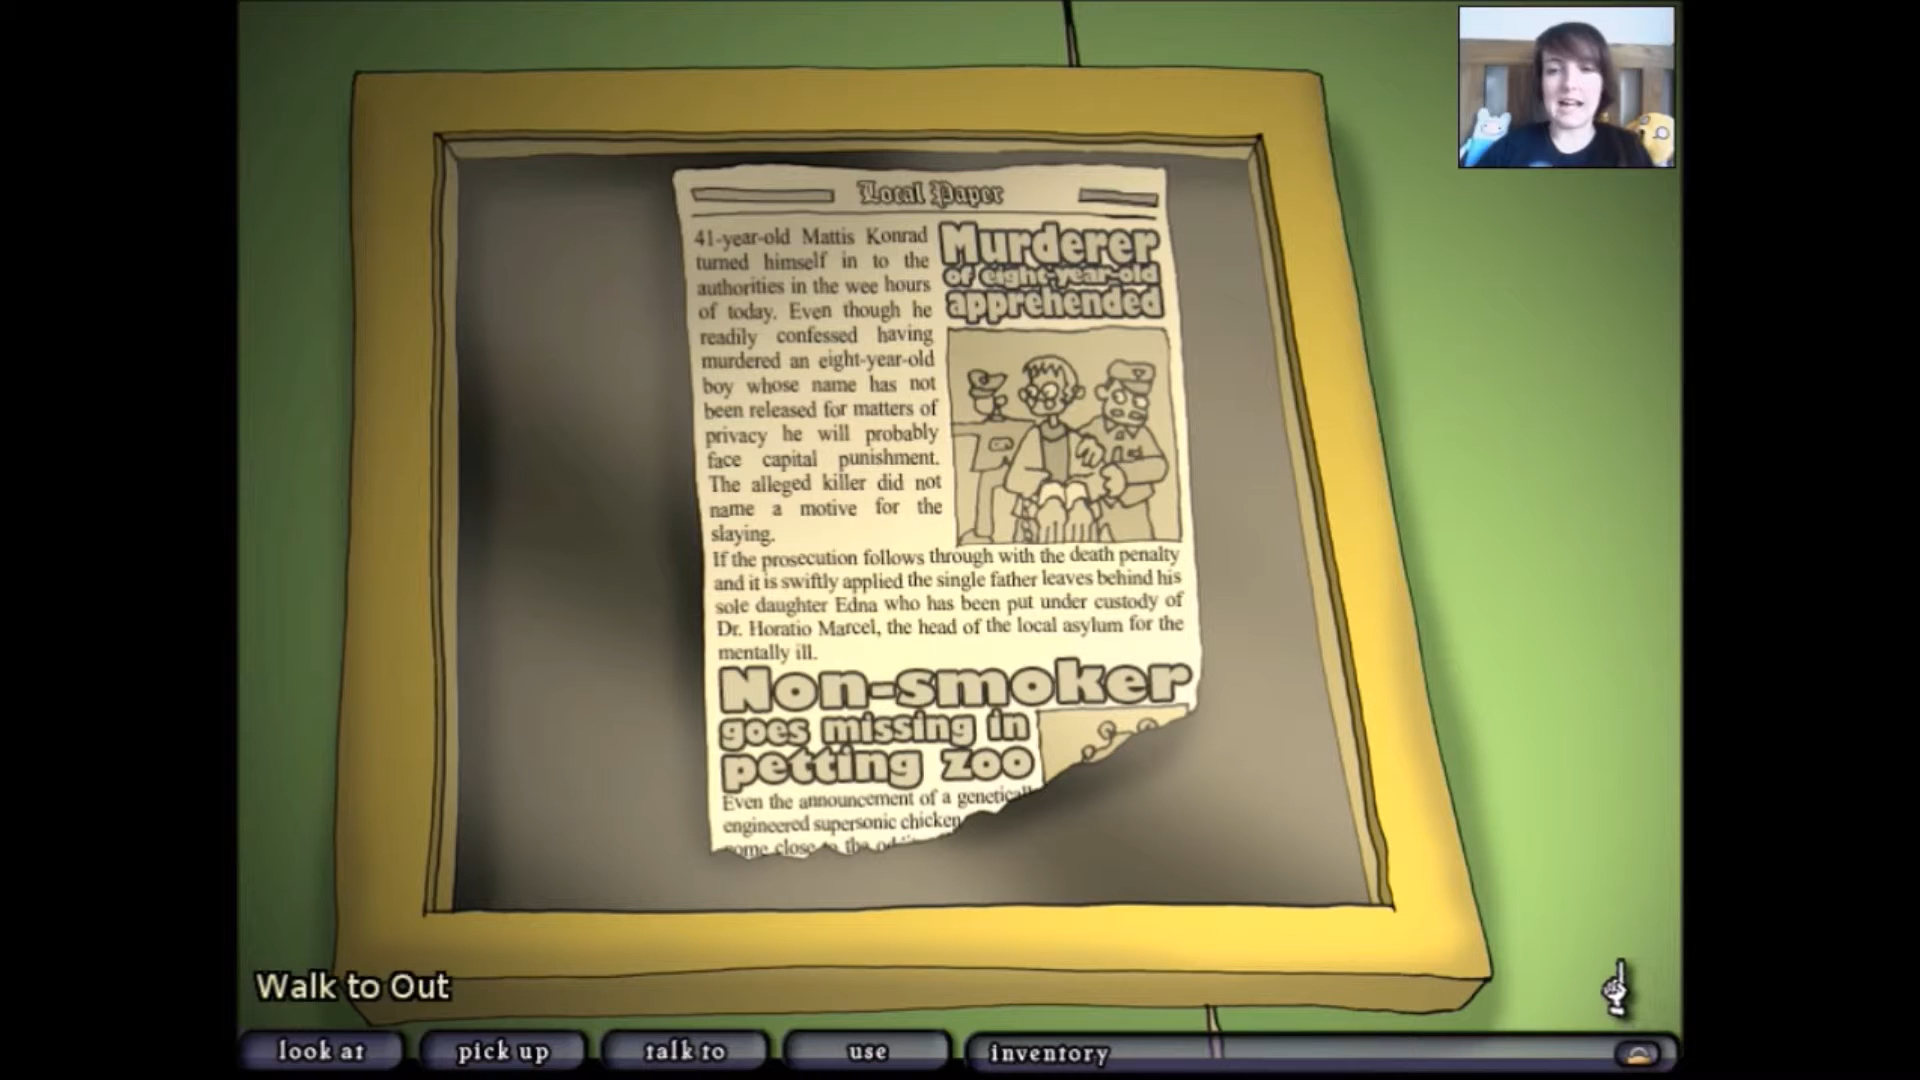 Local Paper
41-year-old Mattis Konrad
turned himself in to the
authorities in the wee hours
of today. Even though he
readily confessed having
murdered an eight-year-old
boy whose name has not
been released for matters of
privacy he will probably
face capital punishment.
The alleged killer did not
name a motive for the
slaying.
Murderer
of eight-year-old
apprehended
If the prosecution follows through with the death penalty
and it is swiftly applied the single father leaves behind his
sole daughter Edna who has been put under custody of
Dr. Horatio Marcel, the head of the local asylum for the
mentally ill.
Non-smoker
goes missing in
petting zoo
Even the announcement of a genetically
engineered supersonic chicken
come close to the
Walk to Out
look at
pick up
talk to
use
inventory